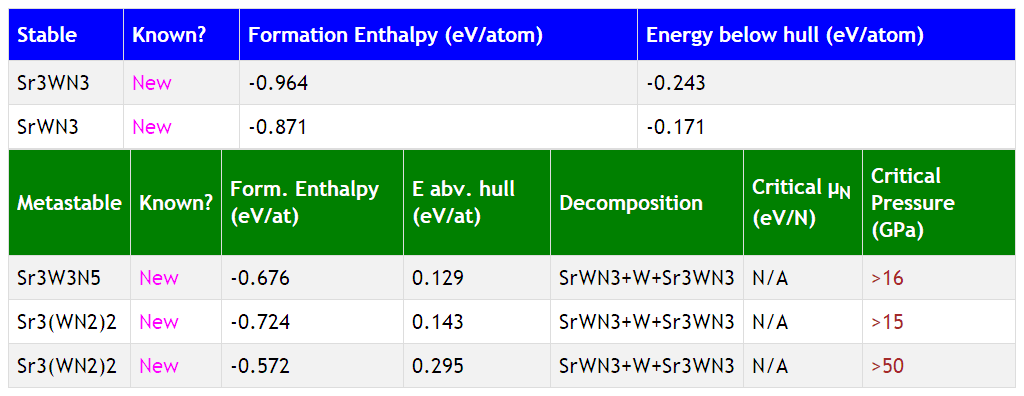 Stable Known? Formation Enthalpy (eV/atom) Energy below hull (eV/atom)
Sr3WN3 New -0.964 -0.243
SrWN3 New -0.871 -0.171
Metastable Known? Form. Enthalpy (eV/at) E abv. hull (eV/at) Decomposition Critical μN (eV/N) Critical Pressure (GPa)
Sr3W3N5 New -0.676 0.129 SrWN3+W+Sr3WN3 N/A >16
Sr3(WN2)2 New -0.724 0.143 SrWN3+W+Sr3WN3 N/A >15
Sr3(WN2)2 New -0.572 0.295 SrWN3+W+Sr3WN3 N/A >50